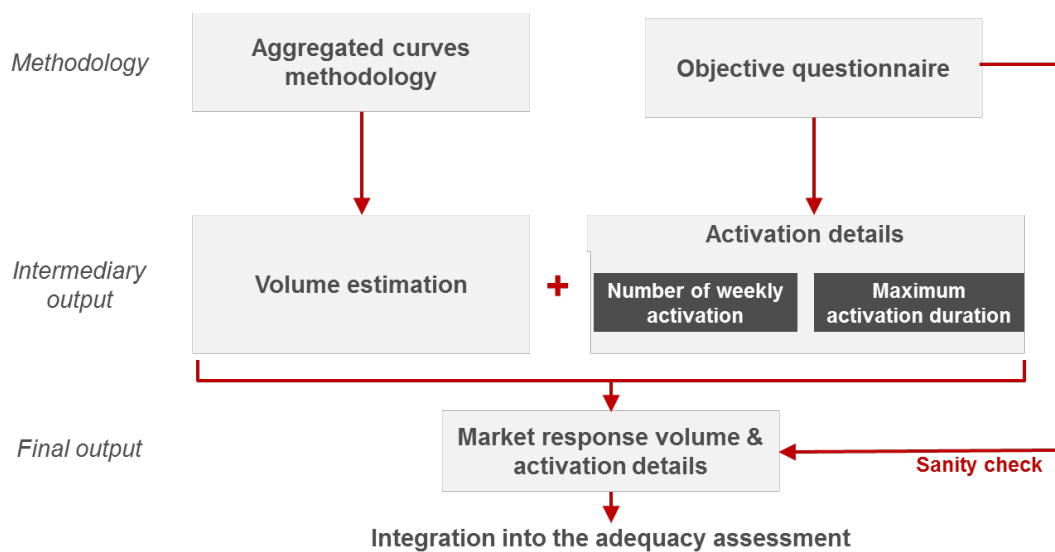 Methodology
Aggregated curves
methodology
Objective questionnaire
Intermediary
output
Volume estimation
+
Activation details
Number of weekly
activation
Maximum
activation duration
Final output
Market response volume &
activation details
Sanity check
Integration into the adequacy assessment